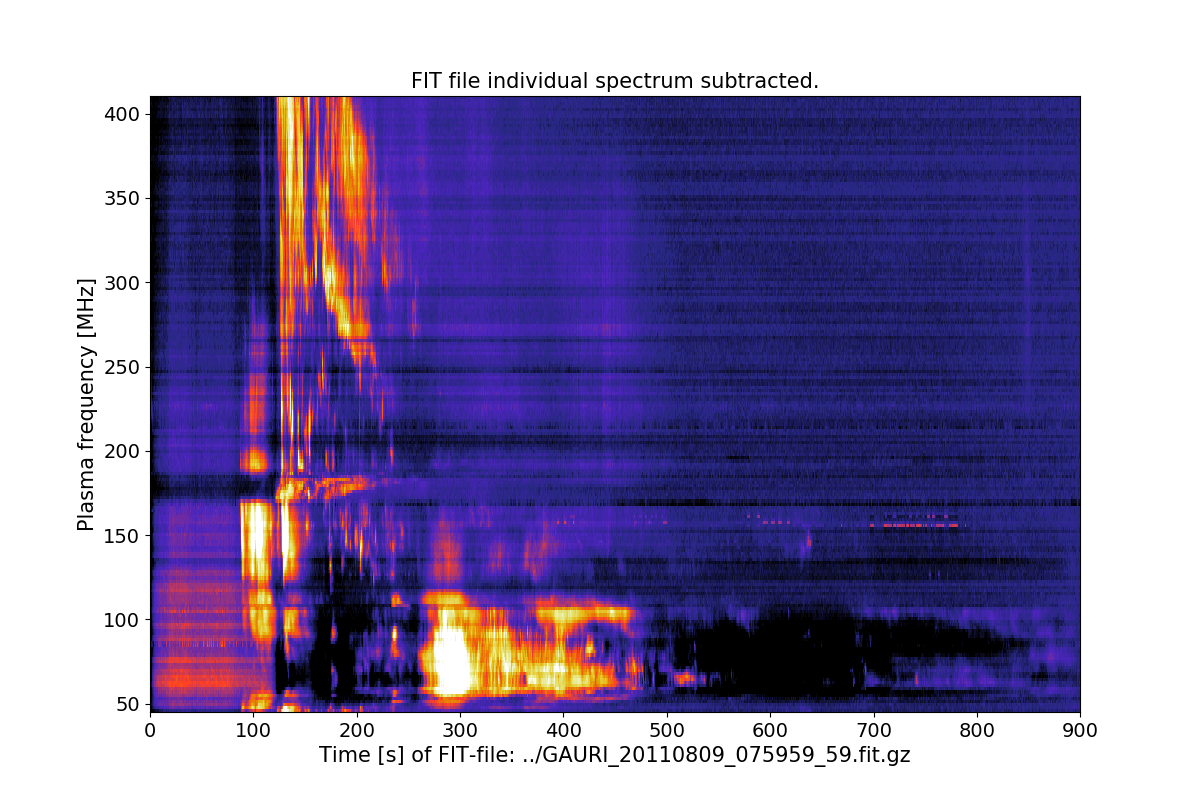 FIT file individual spectrum subtracted.
Plasma frequency [MHz]
400
350
300
250
200
150
100
50
0 100 200 300 400 500 600 700 800 900
Time [s] of FIT-file: ../GAURI_20110809_075959_59.fit.gz